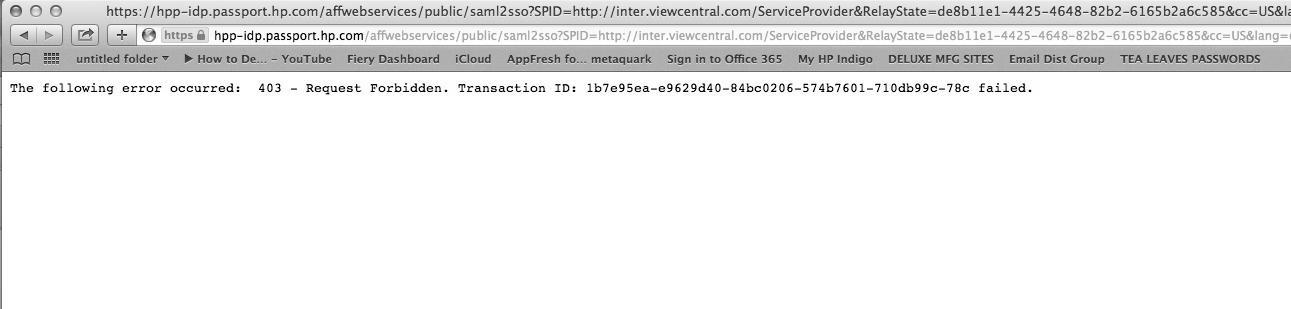 https://hpp-idp.passport.hp.com/affwebservices/public/saml2sso?SPID=http://inter.viewcentral.com/ServiceProvider&RelayState=de8b11e1-4425-4648-82b2-6165b2a6c585&cc=US&la
https hpp-idp.passport.hp.com/affwebservices/public/saml2sso?SPID=http://inter.viewcentral.com/ServiceProvider&RelayState=de8b11e1-4425-4648-82b2-6165b2a6c585&cc=US&lang=
untitled folder How to De... – YouTube Fiery Dashboard iCloud AppFresh fo... metaquark Sign in to Office 365 My HP Indigo DELUXE MFG SITES Email Dist Group TEA LEAVES PASSWORDS
The following error occurred:  403 - Request Forbidden. Transaction ID: 1b7e95ea-e9629d40-84bc0206-574b7601-710db99c-78c failed.